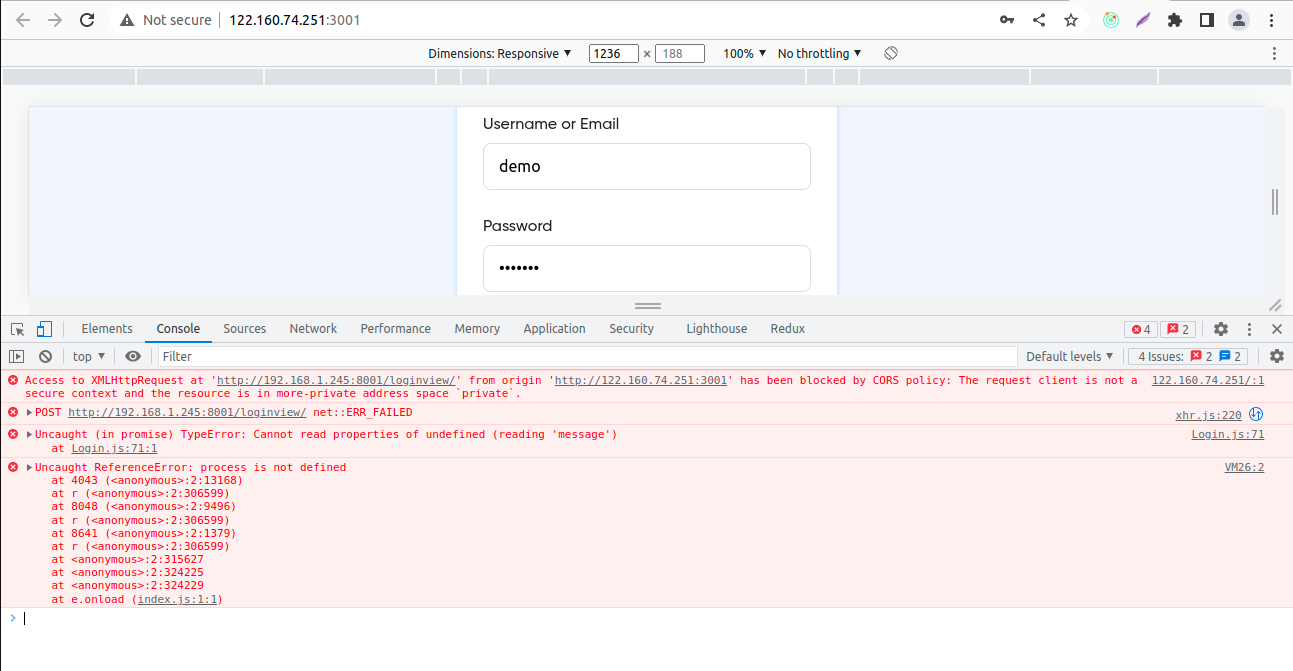 Not secure 122.160.74.251:3001
Dimensions: Responsive ▼ 1236 × 188 100% ▼ No throttling ▼
Username or Email
demo
Password
•••••••
Elements Console Sources Network Performance Memory Application Security Lighthouse Redux 4 2
top ▼ Filter Default levels ▼ 4 Issues: 2 2
Access to XMLHttpRequest at 'http://192.168.1.245:8001/loginview/' from origin 'http://122.160.74.251:3001' has been blocked by CORS policy: The request client is not a 122.160.74.251/:1
secure context and the resource is in more-private address space `private`.
▶POST http://192.168.1.245:8001/loginview/ net::ERR_FAILED xhr.js:220
▶Uncaught (in promise) TypeError: Cannot read properties of undefined (reading 'message') Login.js:71
at Login.js:71:1
▶Uncaught ReferenceError: process is not defined VM26:2
at 4043 (<anonymous>:2:13168)
at r (<anonymous>:2:306599)
at 8048 (<anonymous>:2:9496)
at r (<anonymous>:2:306599)
at 8641 (<anonymous>:2:1379)
at r (<anonymous>:2:306599)
at <anonymous>:2:315627
at <anonymous>:2:324225
at <anonymous>:2:324229
at e.onload (index.js:1:1)